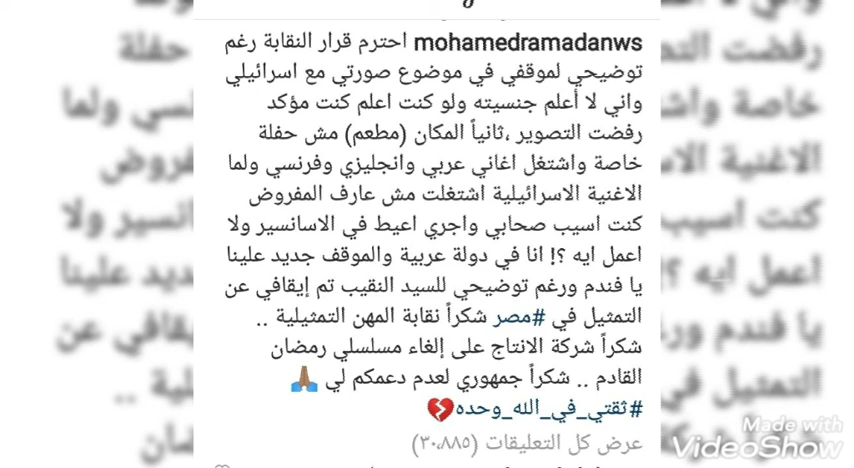 mohamedramadanws احترم قرار النقابة رغم
توضيحي لموقفي في موضوع صورتي مع اسرائيلي
واني لا أعلم جنسيته ولو كنت اعلم كنت مؤكد
رفضت التصوير ،ثانياً المكان (مطعم) مش حفلة
خاصة واشتغل اغاني عربي وانجليزي وفرنسي ولما
الاغنية الاسرائيلية اشتغلت مش عارف المفروض
كنت اسيب صحابي واجري اعيط في الاسانسير ولا
اعمل ايه ؟! انا في دولة عربية والموقف جديد علينا
يا فندم ورغم توضيحي للسيد النقيب تم إيقافي عن
التمثيل في #مصر شكراً نقابة المهن التمثيلية ..
شكراً شركة الانتاج على إلغاء مسلسلي رمضان
القادم .. شكراً جمهوري لعدم دعمكم لي 🙏🏾
#ثقتي_في_الله_وحده💔
عرض كل التعليقات (٣٠،٨٨٥)
Made with
VideoShow